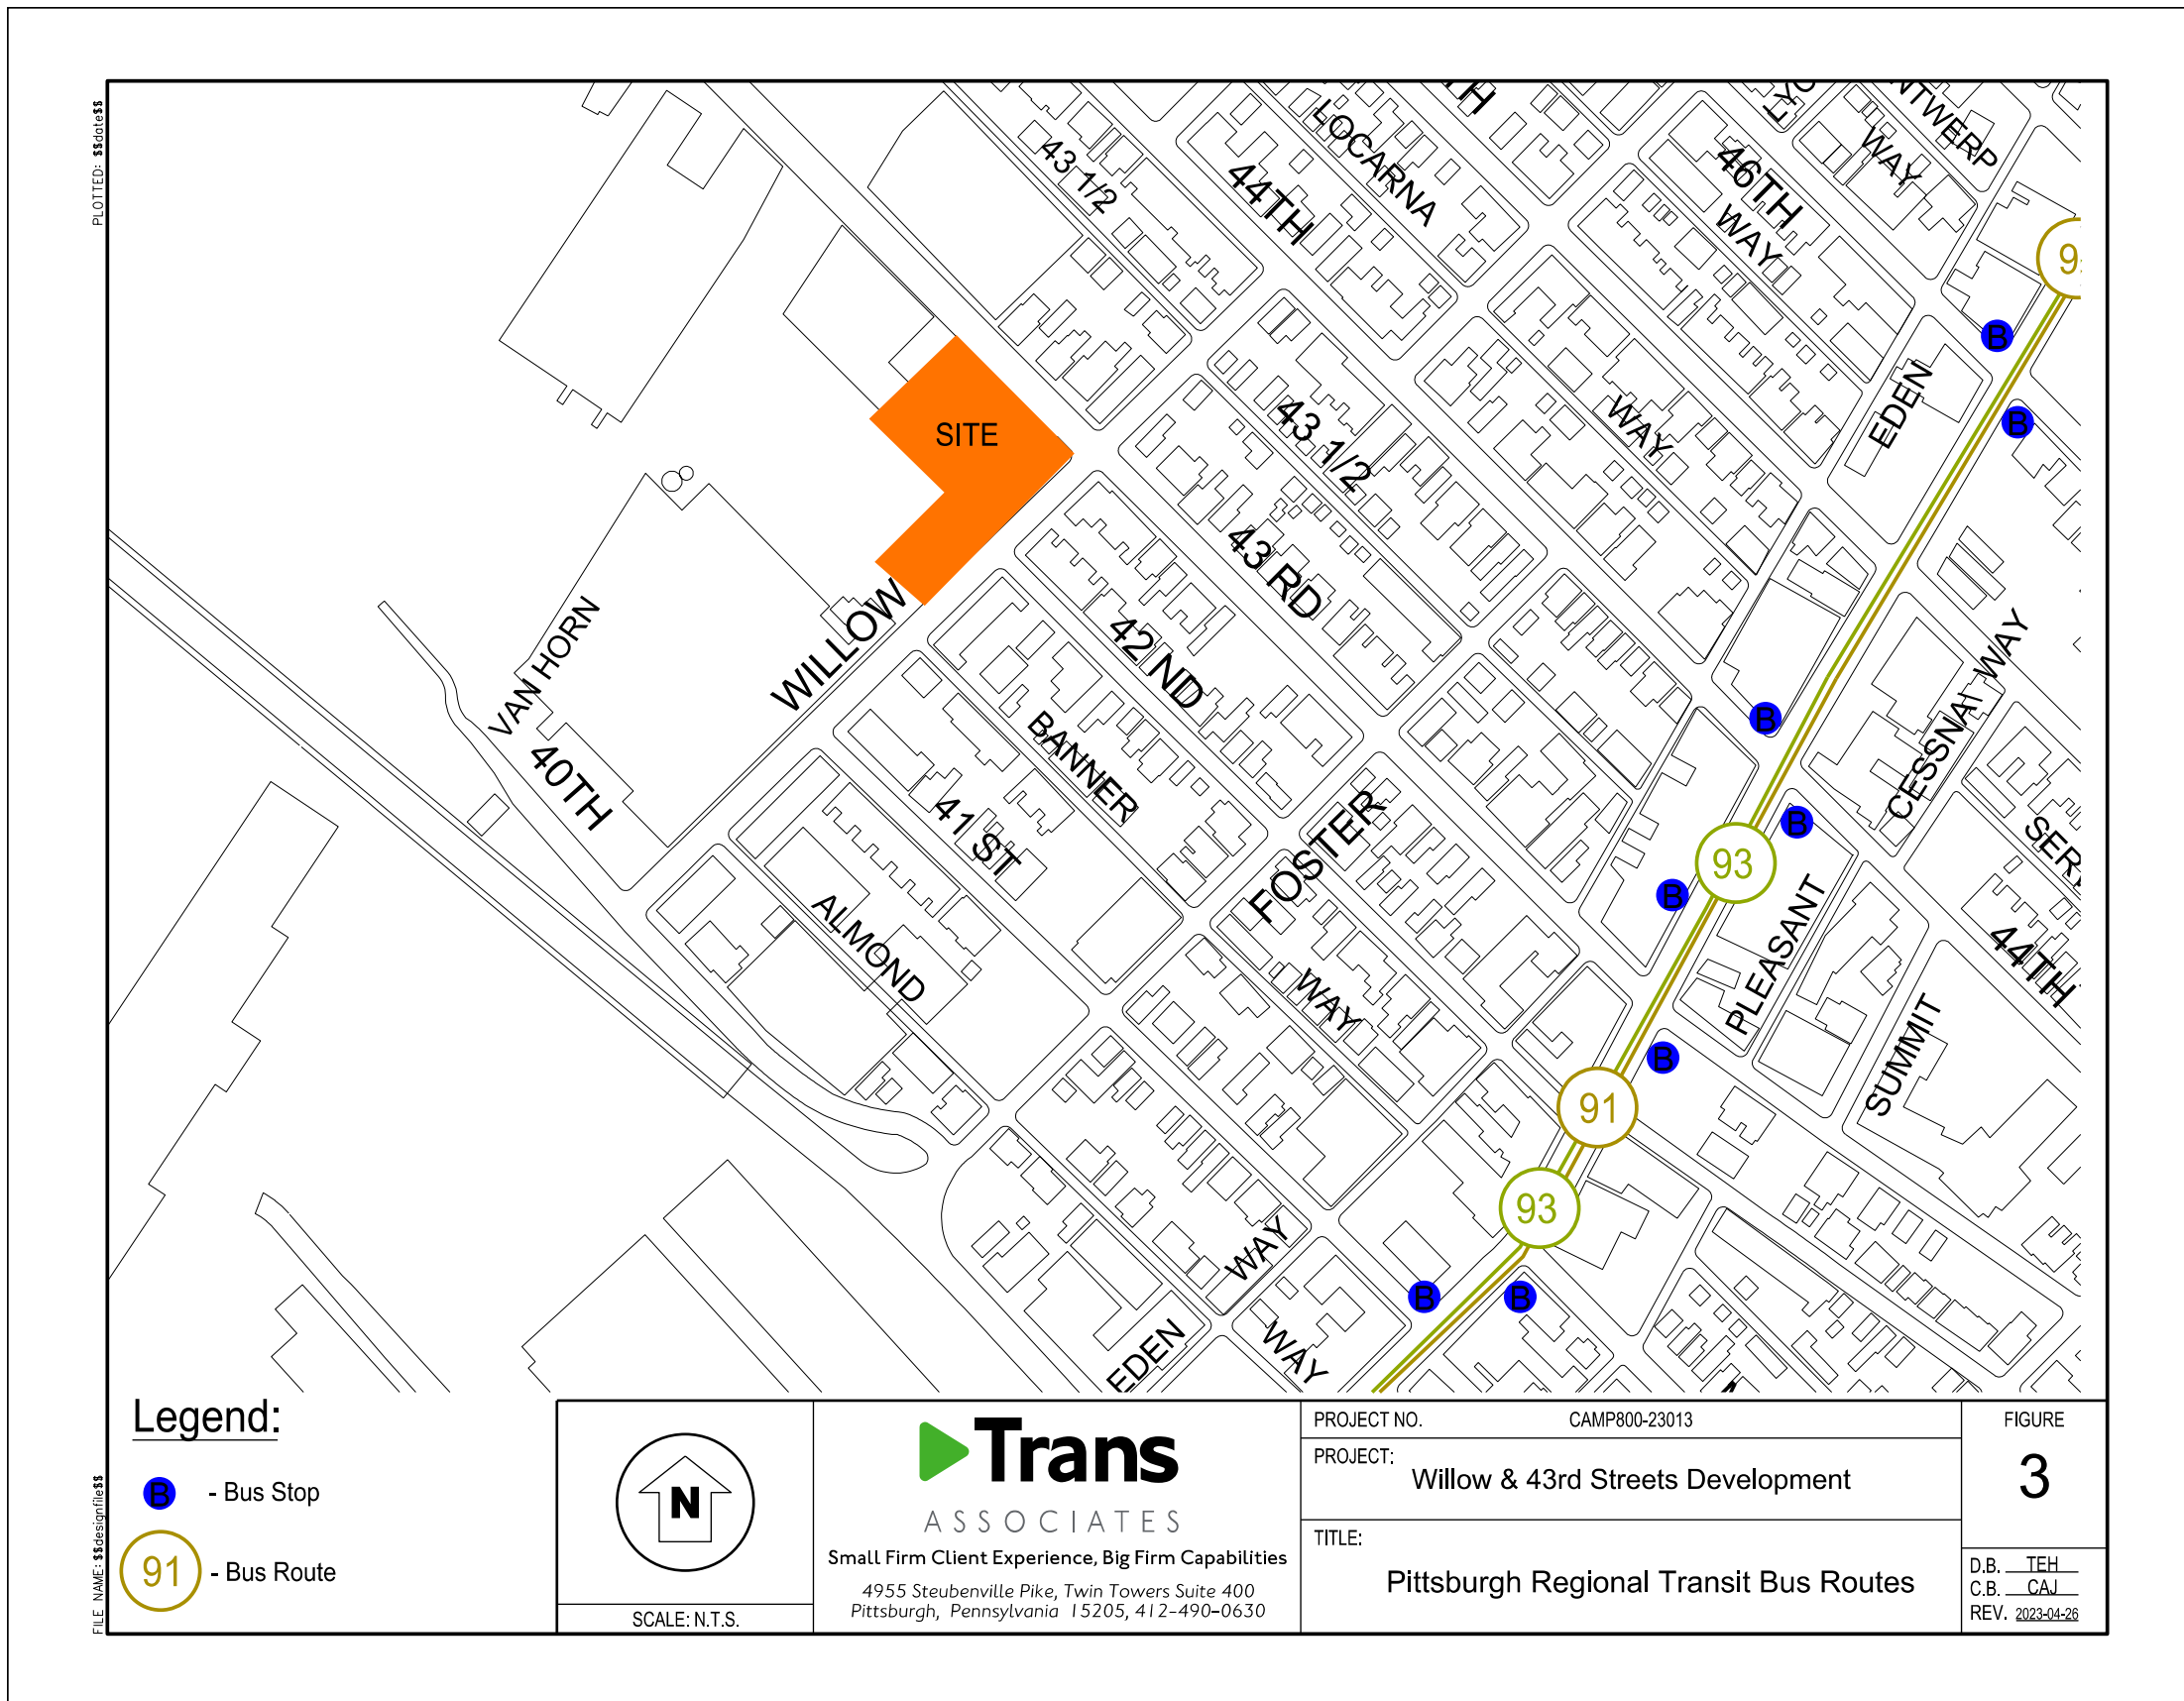 PLOTTED: $$date$$
43 1/2
44TH
LOCARNA
46TH
WAY
WAY
SITE
43 1/2
WAY
EDEN
B
B
43 RD
VAN HORN
WILLOW
42 ND
BANNER
B
CESSNA WAY
40TH
41 ST
FOSTER
B
93
B
ALMOND
WAY
PLEASANT
44TH
SUMMIT
B
91
93
WAY
B
B
EDEN
WAY
FILE NAME: $$designfile$$
Legend:
B - Bus Stop
91 - Bus Route
N
SCALE: N.T.S.
Trans
ASSOCIATES
Small Firm Client Experience, Big Firm Capabilities
4955 Steubenville Pike, Twin Towers Suite 400
Pittsburgh, Pennsylvania 15205, 412-490-0630
PROJECT NO. CAMP800-23013
PROJECT:
Willow & 43rd Streets Development
TITLE:
Pittsburgh Regional Transit Bus Routes
FIGURE
3
D.B. TEH
C.B. CAJ
REV. 2023-04-26